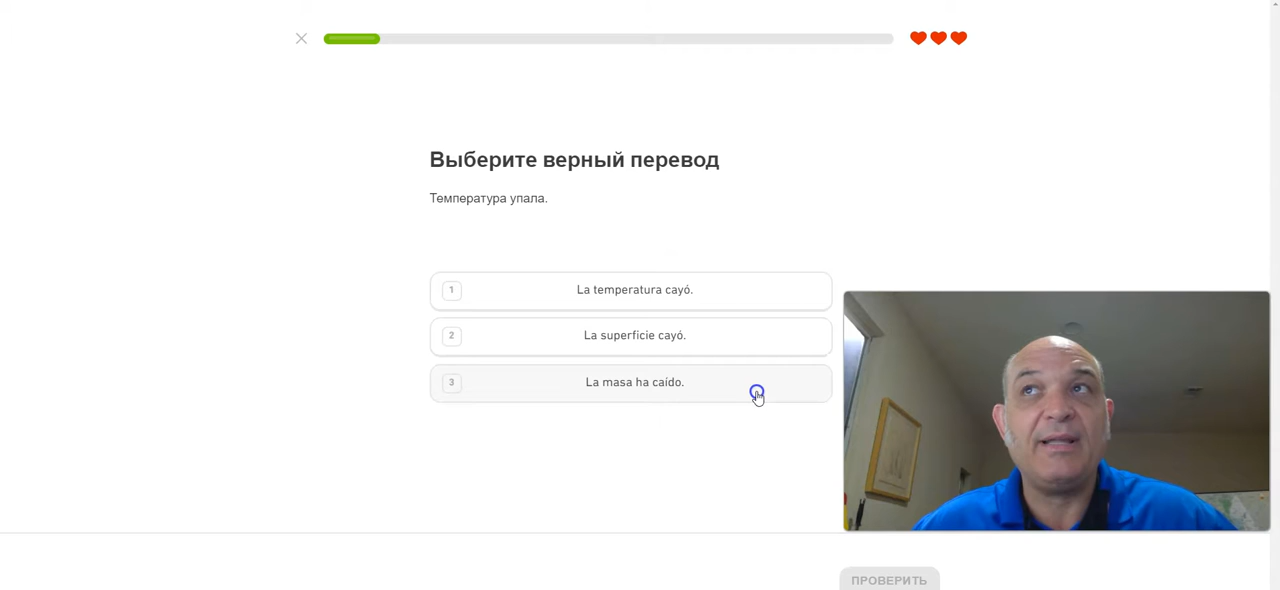 Выберите верный перевод
Температура упала.
1 La temperatura cayó.
2 La superficie cayó.
3 La masa ha caído.
ПРОВЕРИТЬ